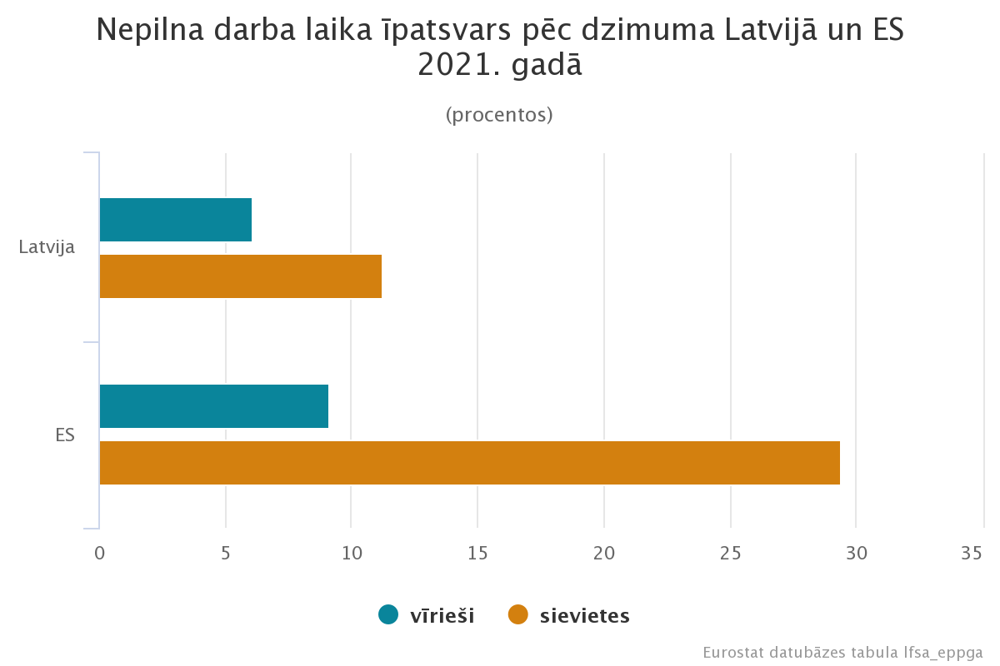 Nepilna darba laika īpatsvars pēc dzimuma Latvijā un ES
2021. gadā
(procentos)
Latvija
ES
0 5 10 15 20 25 30 35
vīrieši sievietes
Eurostat datubāzes tabula lfsa_eppga